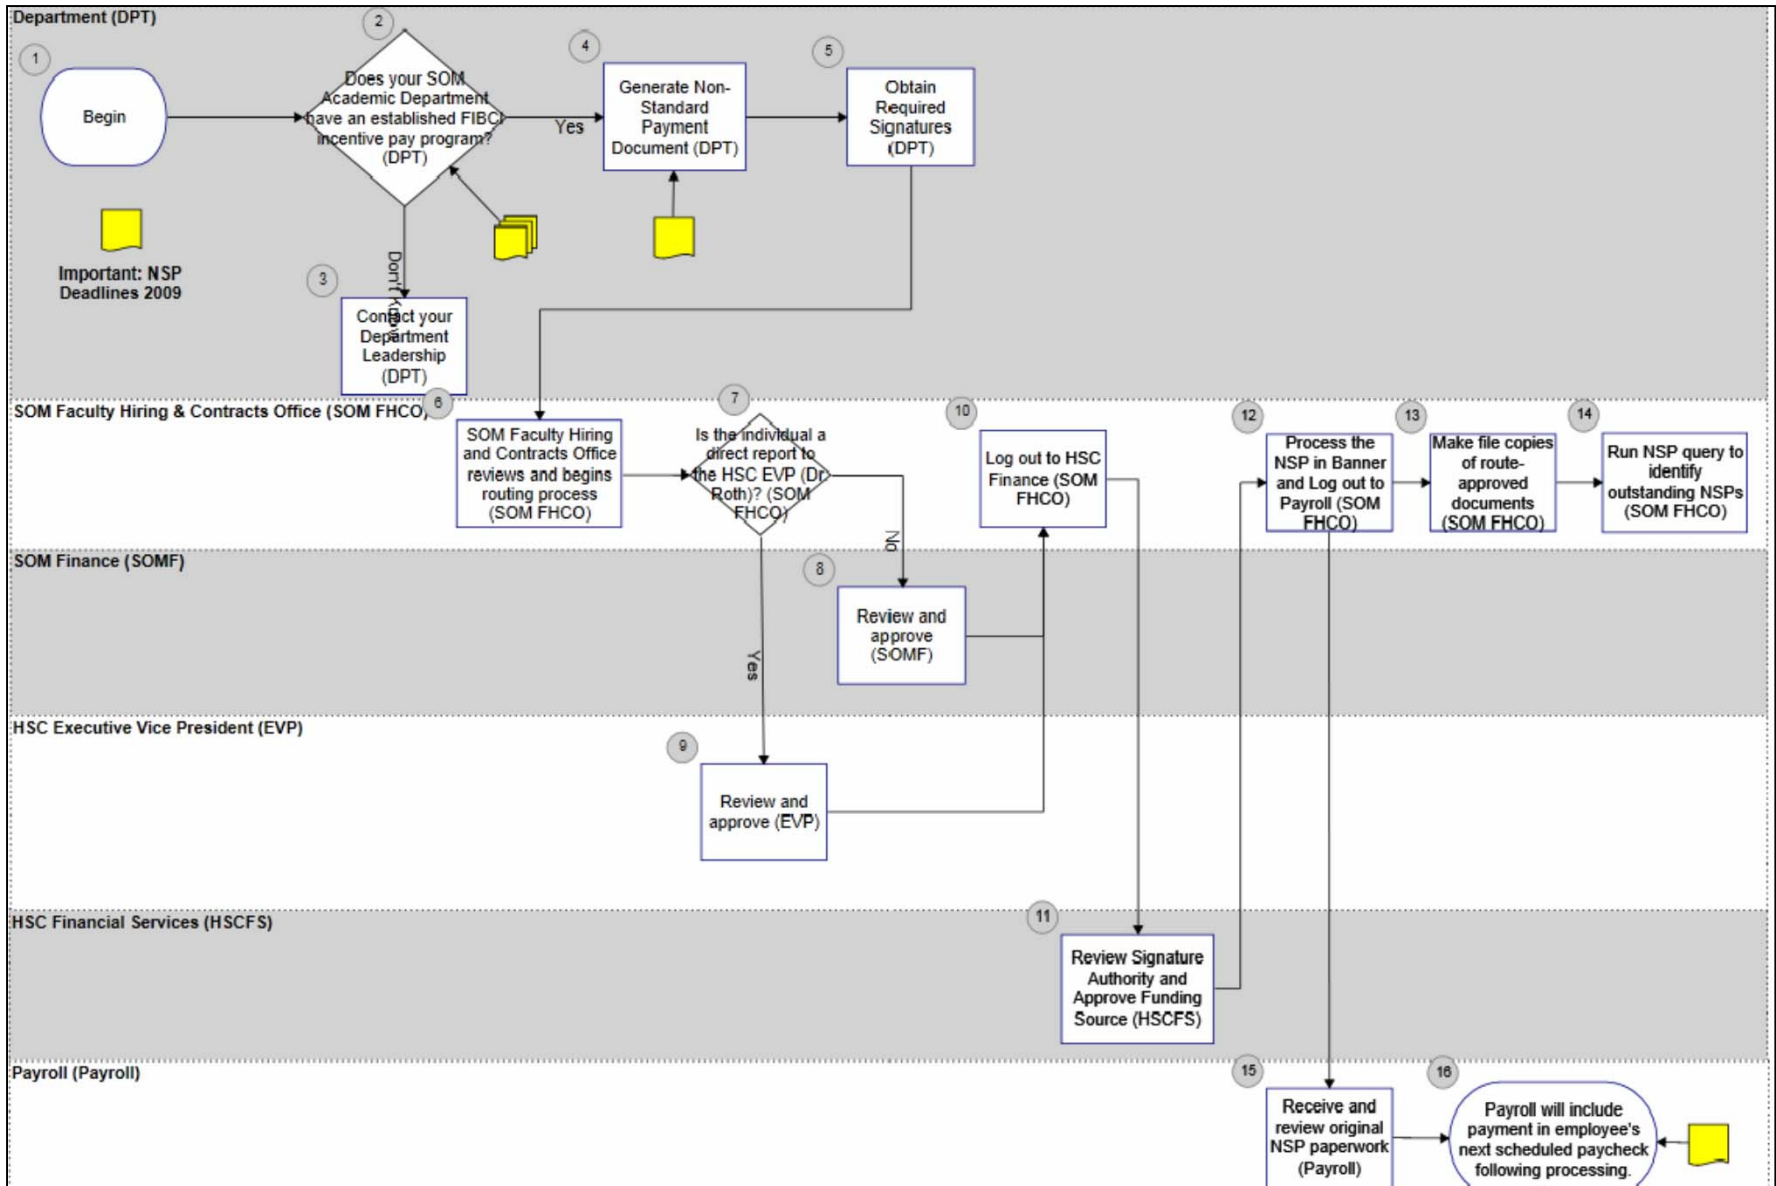 Department (DPT)
1
Begin
2
Does your SOM
Academic Department
have an established FIBCI
incentive pay program?
(DPT)
Yes
4
Generate Non-
Standard
Payment
Document (DPT)
5
Obtain
Required
Signatures
(DPT)
Important: NSP
Deadlines 2009
Don't Know
3
Contact your
Department
Leadership
(DPT)
SOM Faculty Hiring & Contracts Office (SOM FHCO)
6
SOM Faculty Hiring
and Contracts Office
reviews and begins
routing process
(SOM FHCO)
7
Is the individual a
direct report to
the HSC EVP (Dr
Roth)? (SOM
FHCO)
No
Yes
10
Log out to HSC
Finance (SOM
FHCO)
12
Process the
NSP in Banner
and Log out to
Payroll (SOM
FHCO)
13
Make file copies
of route-
approved
documents
(SOM FHCO)
14
Run NSP query to
identify
outstanding NSPs
(SOM FHCO)
SOM Finance (SOMF)
8
Review and
approve
(SOMF)
HSC Executive Vice President (EVP)
9
Review and
approve (EVP)
HSC Financial Services (HSCFS)
11
Review Signature
Authority and
Approve Funding
Source (HSCFS)
Payroll (Payroll)
15
Receive and
review original
NSP paperwork
(Payroll)
16
Payroll will include
payment in employee's
next scheduled paycheck
following processing.